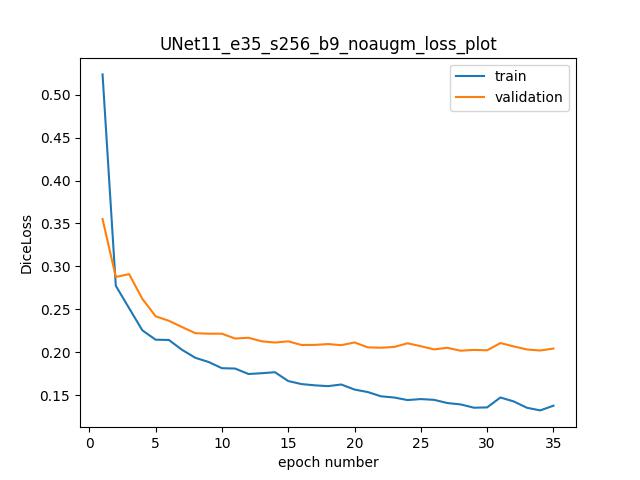 UNet11_e35_s256_b9_noaugm_loss_plot
train
validation
0.50
0.45
0.40
0.35
0.30
0.25
0.20
0.15
DiceLoss
0 5 10 15 20 25 30 35
epoch number